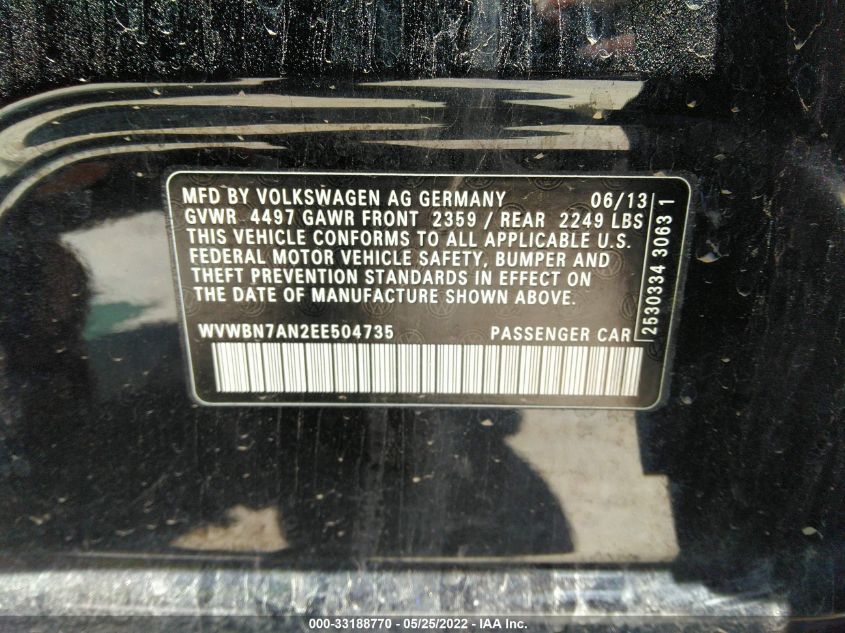 MFD BY VOLKSWAGEN AG GERMANY 06/13
GVWR 4497 GAWR FRONT 2359 / REAR 2249 LBS
THIS VEHICLE CONFORMS TO ALL APPLICABLE U.S.
FEDERAL MOTOR VEHICLE SAFETY, BUMPER AND
THEFT PREVENTION STANDARDS IN EFFECT ON
THE DATE OF MANUFACTURE SHOWN ABOVE.
WVWBN7AN2EE504735 PASSENGER CAR
2530334 3063 1
000-33188770 - 05/25/2022 - IAA Inc.